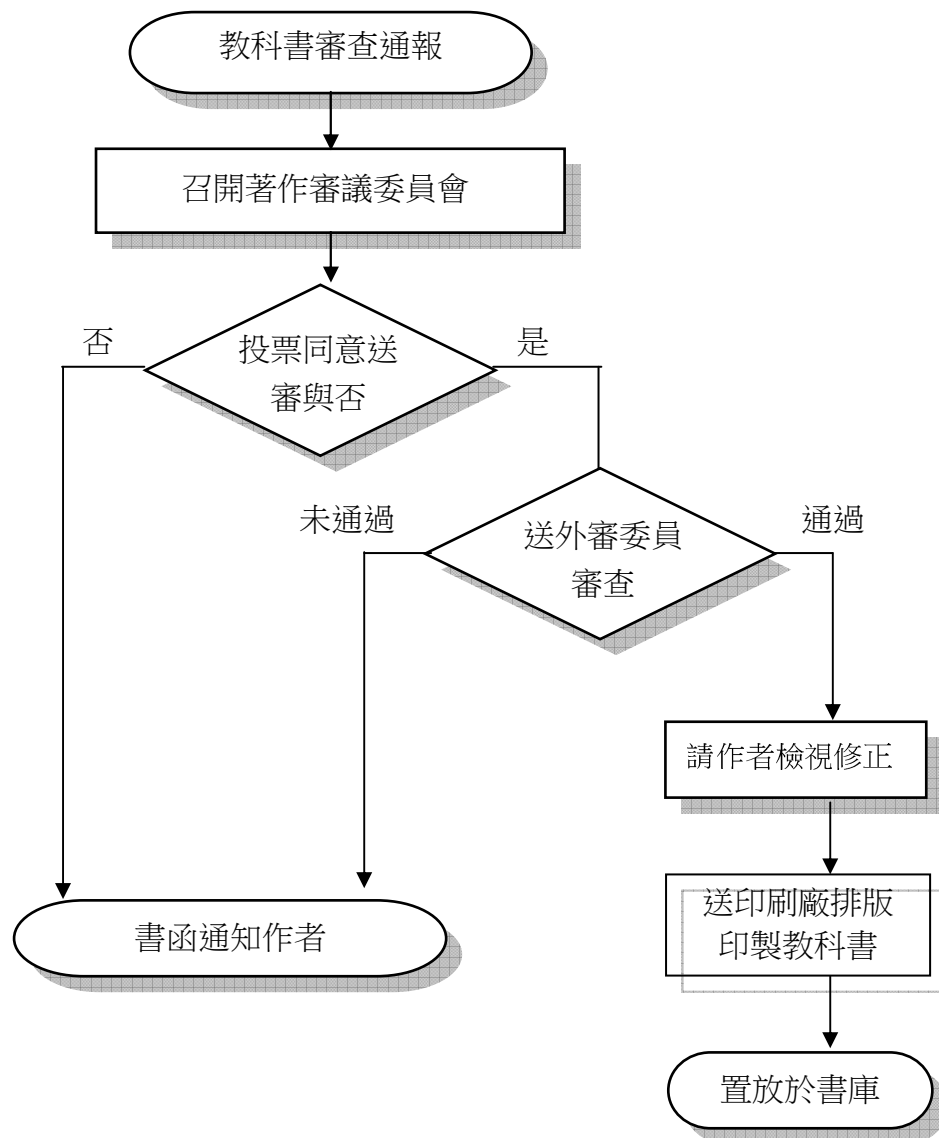 教科書審查通報
召開著作審議委員會
投票同意送
審與否
否
是
送外審委員
審查
未通過
通過
請作者檢視修正
送印刷廠排版
印製教科書
書函通知作者
置放於書庫